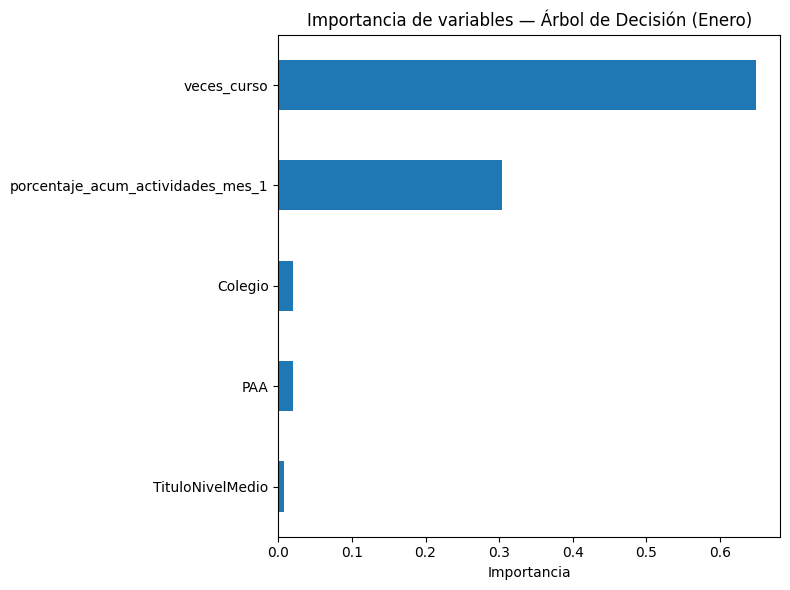 Importancia de variables — Árbol de Decisión (Enero)
veces_curso
porcentaje_acum_actividades_mes_1
Colegio
PAA
TituloNivelMedio
0.0 0.1 0.2 0.3 0.4 0.5 0.6
Importancia